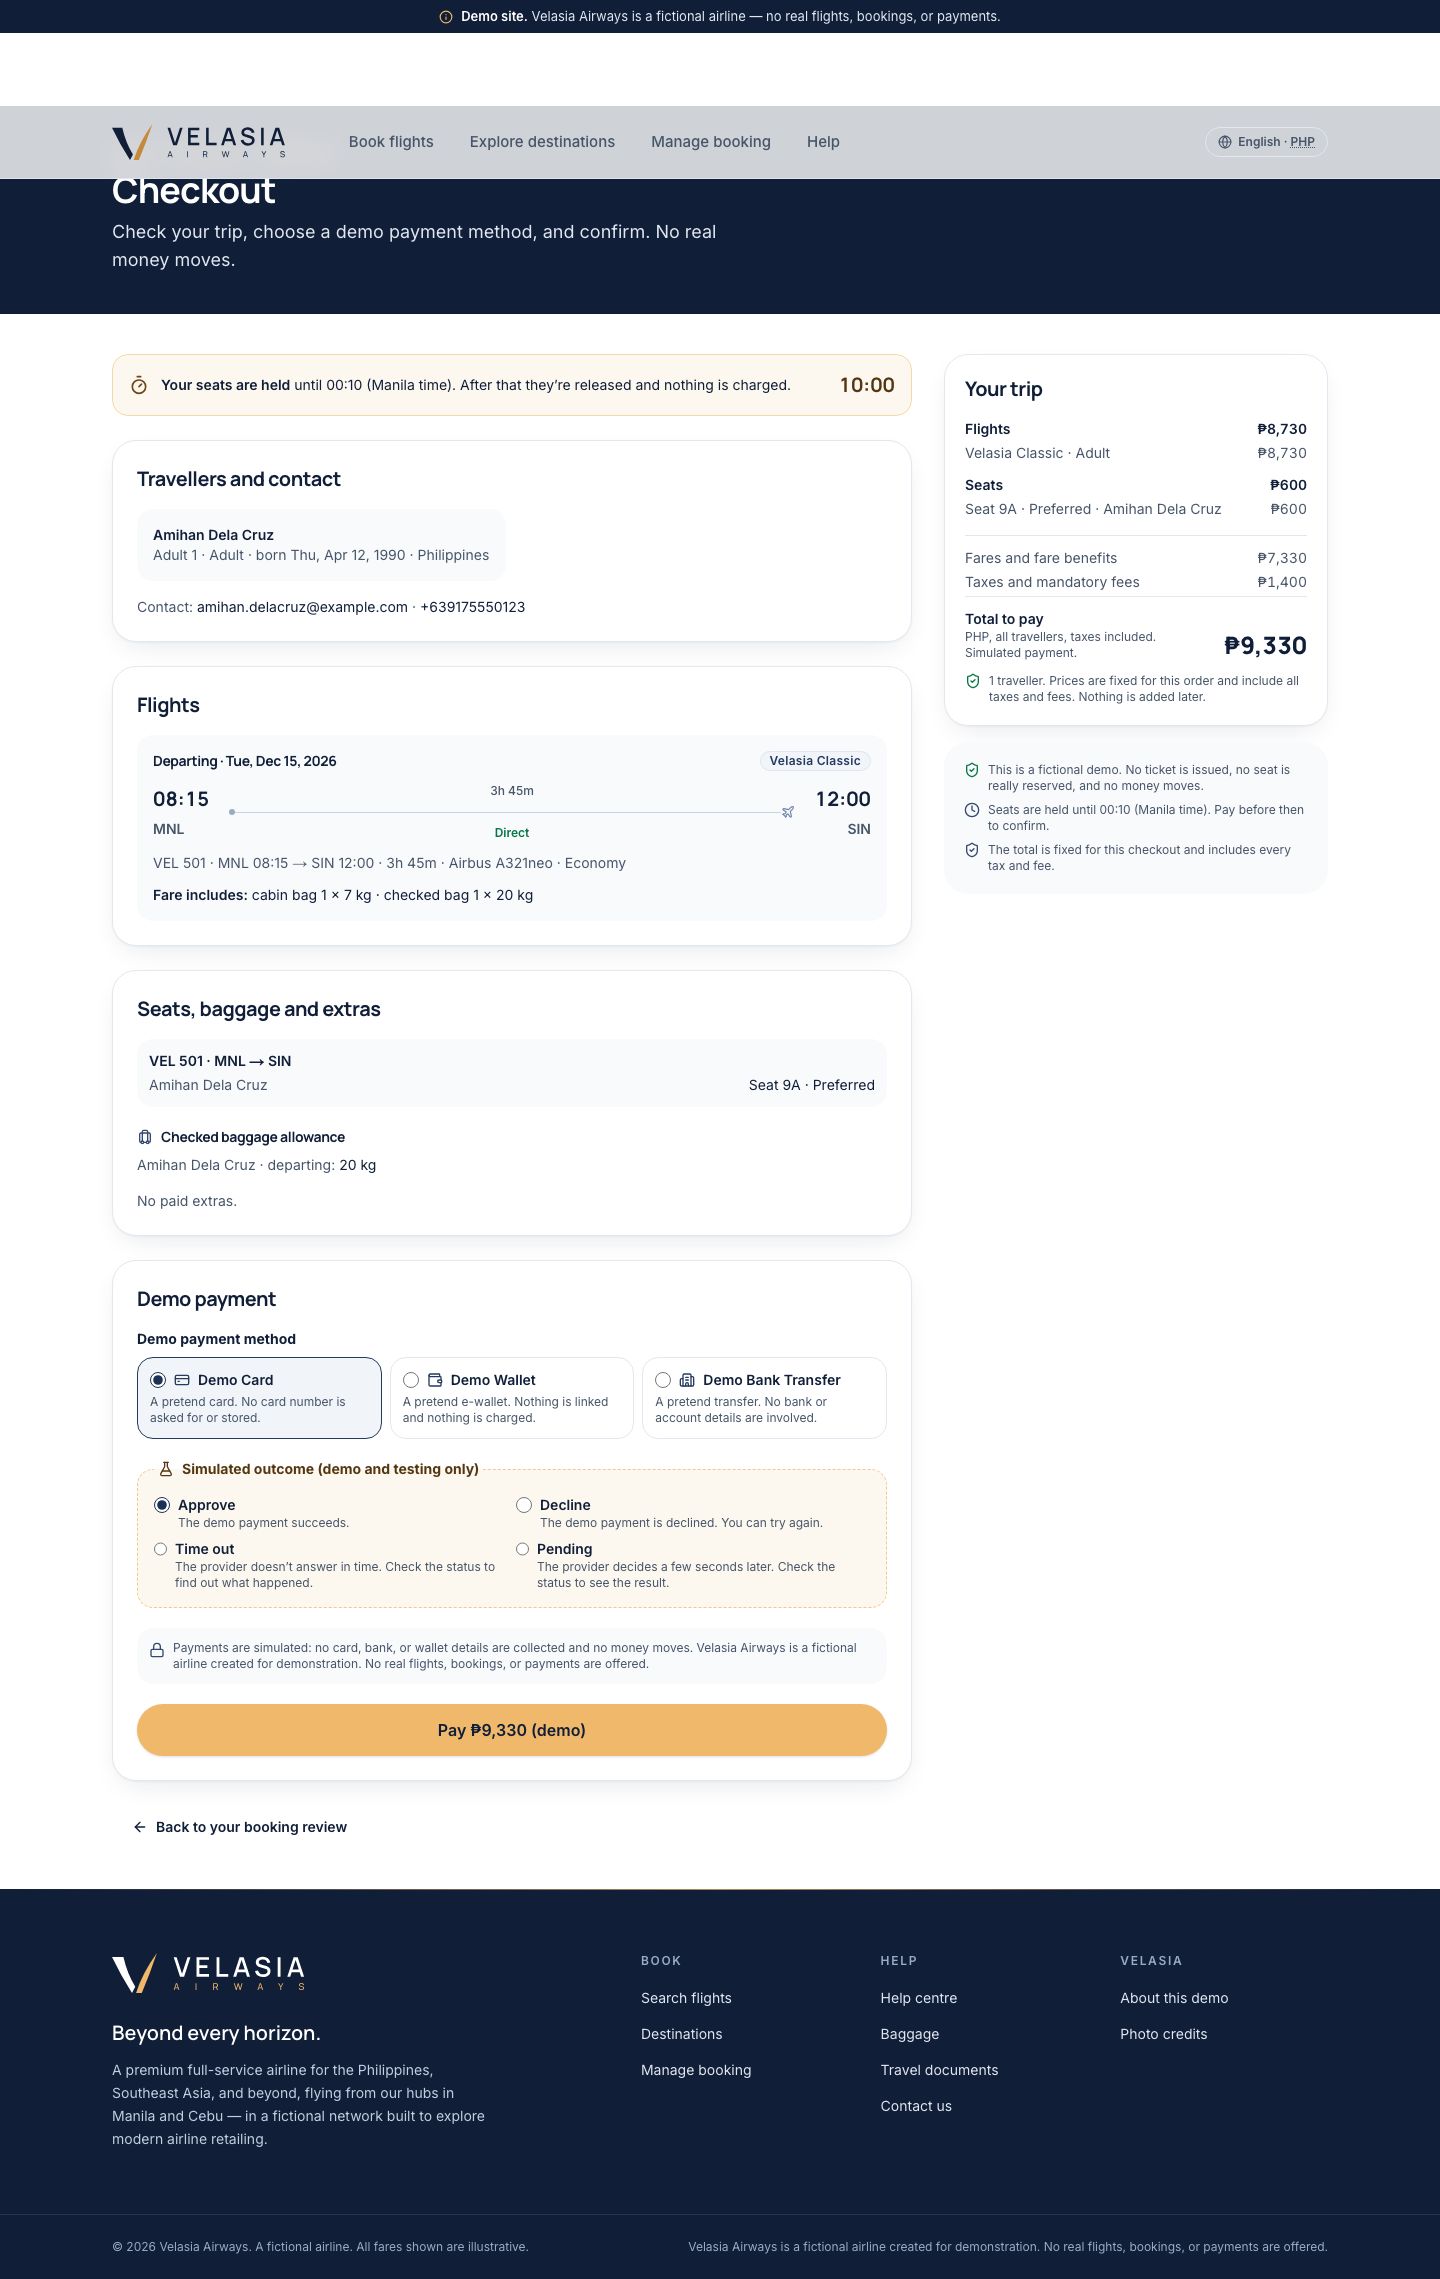 Demo site. Velasia Airways is a fictional airline — no real flights, bookings, or payments.
VELASIA
AIRWAYS
Book flights
Explore destinations
Manage booking
Help
English · PHP
Checkout
Check your trip, choose a demo payment method, and confirm. No real
money moves.
Your seats are held until 00:10 (Manila time). After that they’re released and nothing is charged.
10:00
Travellers and contact
Amihan Dela Cruz
Adult 1 · Adult · born Thu, Apr 12, 1990 · Philippines
Contact: amihan.delacruz@example.com · +639175550123
Flights
Departing · Tue, Dec 15, 2026
Velasia Classic
08:15
3h 45m
12:00
MNL
Direct
SIN
VEL 501 · MNL 08:15 → SIN 12:00 · 3h 45m · Airbus A321neo · Economy
Fare includes: cabin bag 1 × 7 kg · checked bag 1 × 20 kg
Seats, baggage and extras
VEL 501 · MNL → SIN
Amihan Dela Cruz
Seat 9A · Preferred
Checked baggage allowance
Amihan Dela Cruz · departing: 20 kg
No paid extras.
Demo payment
Demo payment method
Demo Card
A pretend card. No card number is
asked for or stored.
Demo Wallet
A pretend e-wallet. Nothing is linked
and nothing is charged.
Demo Bank Transfer
A pretend transfer. No bank or
account details are involved.
Simulated outcome (demo and testing only)
Approve
The demo payment succeeds.
Decline
The demo payment is declined. You can try again.
Time out
The provider doesn’t answer in time. Check the status to
find out what happened.
Pending
The provider decides a few seconds later. Check the
status to see the result.
Payments are simulated: no card, bank, or wallet details are collected and no money moves. Velasia Airways is a fictional
airline created for demonstration. No real flights, bookings, or payments are offered.
Pay ₱9,330 (demo)
Back to your booking review
Your trip
Flights ₱8,730
Velasia Classic · Adult ₱8,730
Seats ₱600
Seat 9A · Preferred · Amihan Dela Cruz ₱600
Fares and fare benefits ₱7,330
Taxes and mandatory fees ₱1,400
Total to pay
PHP, all travellers, taxes included.
Simulated payment.
₱9,330
1 traveller. Prices are fixed for this order and include all
taxes and fees. Nothing is added later.
This is a fictional demo. No ticket is issued, no seat is
really reserved, and no money moves.
Seats are held until 00:10 (Manila time). Pay before then
to confirm.
The total is fixed for this checkout and includes every
tax and fee.
VELASIA
AIRWAYS
Beyond every horizon.
A premium full-service airline for the Philippines,
Southeast Asia, and beyond, flying from our hubs in
Manila and Cebu — in a fictional network built to explore
modern airline retailing.
BOOK
Search flights
Destinations
Manage booking
HELP
Help centre
Baggage
Travel documents
Contact us
VELASIA
About this demo
Photo credits
© 2026 Velasia Airways. A fictional airline. All fares shown are illustrative.
Velasia Airways is a fictional airline created for demonstration. No real flights, bookings, or payments are offered.